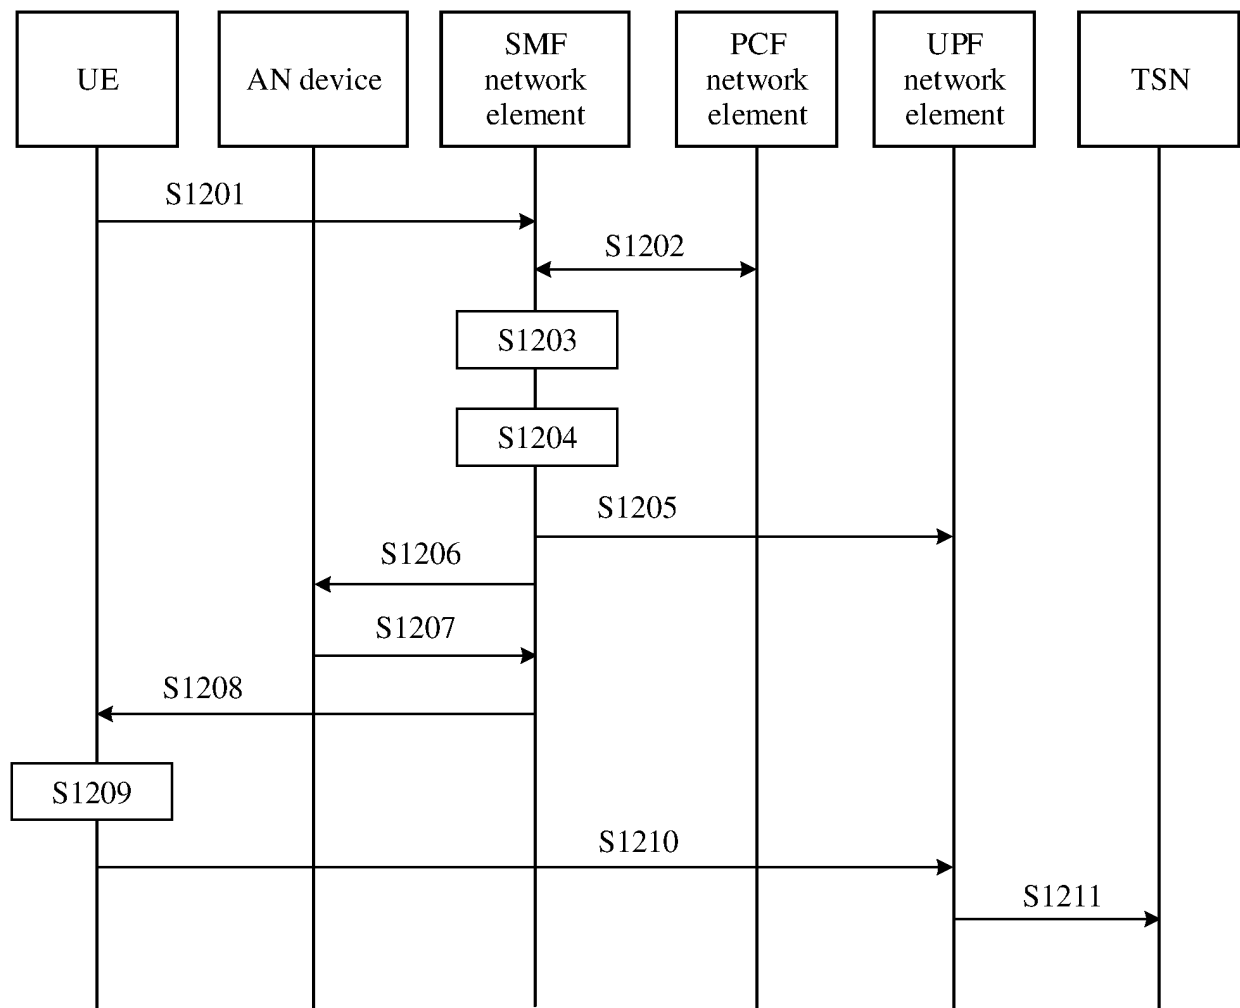 UE
AN device
SMF
network
element
PCF
network
element
UPF
network
element
TSN
S1201
S1202
S1203
S1204
S1205
S1206
S1207
S1208
S1209
S1210
S1211